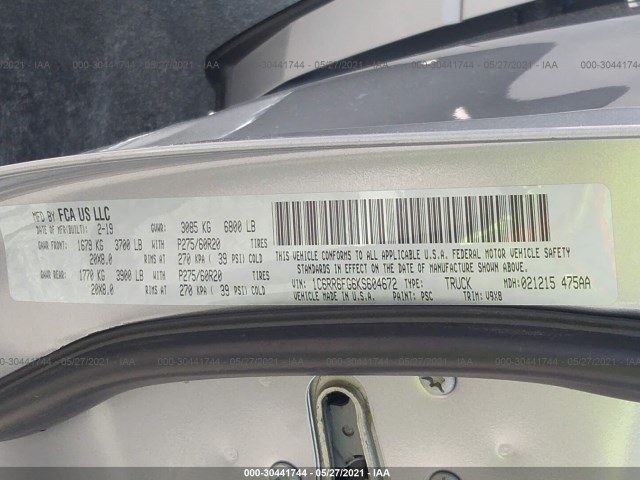 000-30441744 - 05/27/2021 - IAA
MFD BY FCA US LLC
DATE OF MFR(BUILT): 2-19 GVWR: 3085 KG 6800 LB
GAWR FRONT: 1679 KG 3700 LB WITH P275/60R20 TIRES
20X8.0 RIMS AT 270 KPA ( 39 PSI) COLD
GAWR REAR: 1770 KG 3900 LB WITH P275/60R20 TIRES
20X8.0 RIMS AT 270 KPA ( 39 PSI) COLD
THIS VEHICLE CONFORMS TO ALL APPLICABLE U.S.A. FEDERAL MOTOR VEHICLE SAFETY
STANDARDS IN EFFECT ON THE DATE OF MANUFACTURE SHOWN ABOVE
VIN: 1C6RR6FG6KS604672 TYPE: TRUCK MDH:021215 475AA
VEHICLE MADE IN U.S.A. PAINT: PSC TRIM: V9X8
000-30441744 - 05/27/2021 - IAA